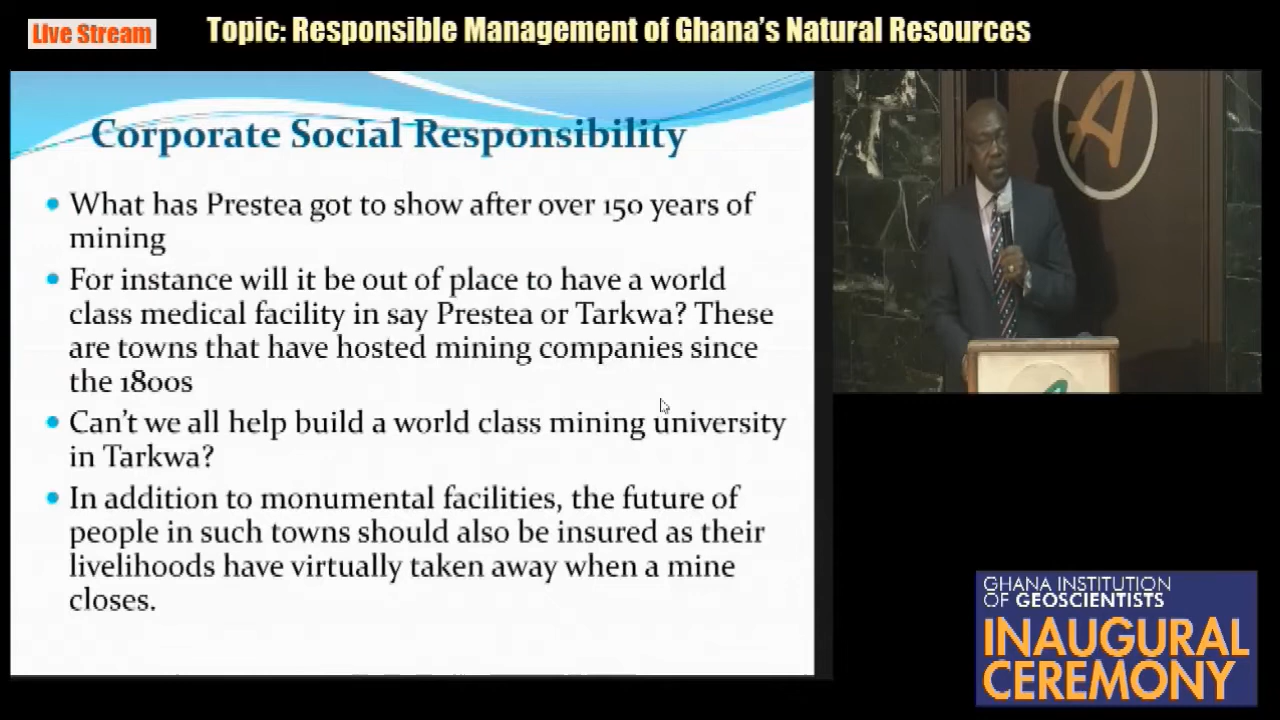 Live Stream
Topic: Responsible Management of Ghana's Natural Resources
Corporate Social Responsibility
What has Prestea got to show after over 150 years of
mining
For instance will it be out of place to have a world
class medical facility in say Prestea or Tarkwa? These
are towns that have hosted mining companies since
the 1800s
Can't we all help build a world class mining university
in Tarkwa?
In addition to monumental facilities, the future of
people in such towns should also be insured as their
livelihoods have virtually taken away when a mine
closes.
A
GHANA INSTITUTION
OF GEOSCIENTISTS
INAUGURAL
CEREMONY